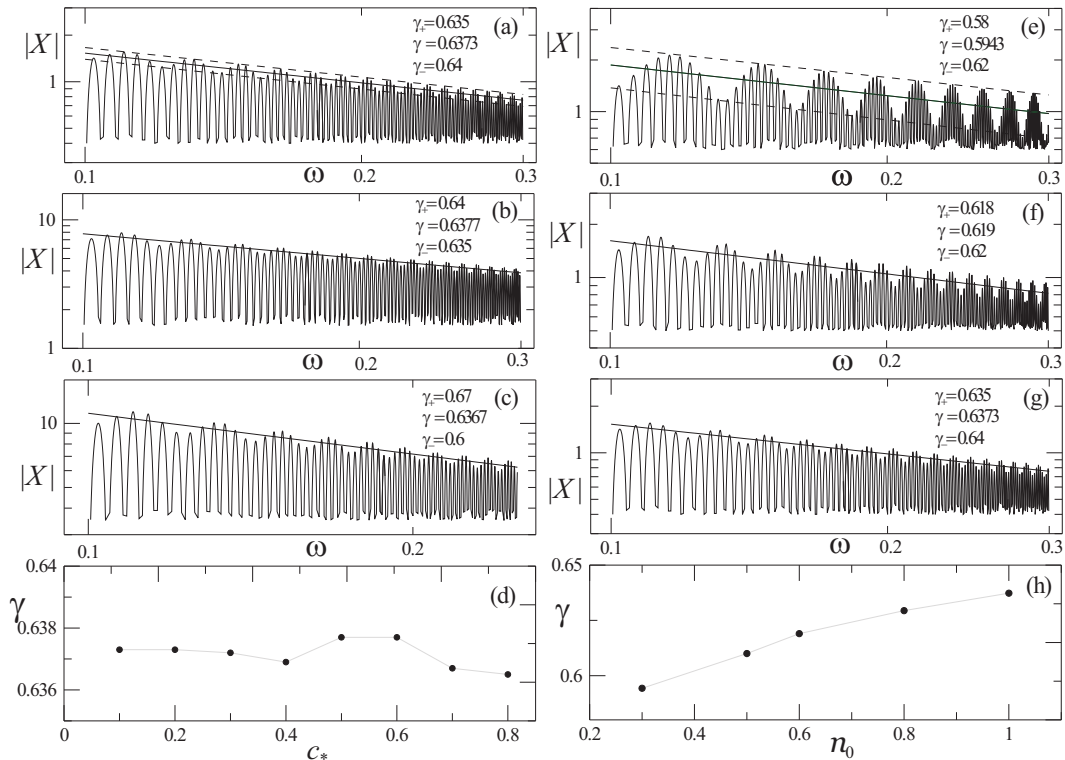 (a)
|X|
γ₊=0.635
γ =0.6373
γ₋=0.64
1
0.1
ω
0.2
0.3
(b)
|X|
γ₊=0.64
γ =0.6377
γ₋=0.635
10
1
0.1
ω
0.2
0.3
(c)
|X|
γ₊=0.67
γ =0.6367
γ₋=0.6
10
0.1
ω
0.2
(d)
γ
0.64
0.638
0.636
0
0.2
0.4
0.6
0.8
c*
(e)
|X|
γ₊=0.58
γ =0.5943
γ₋=0.62
1
0.1
ω
0.2
0.3
(f)
|X|
γ₊=0.618
γ =0.619
γ₋=0.62
1
0.1
ω
0.2
0.3
(g)
|X|
γ₊=0.635
γ =0.6373
γ₋=0.64
1
0.1
ω
0.2
0.3
(h)
γ
0.65
0.6
0.2
0.4
0.6
0.8
1
n₀